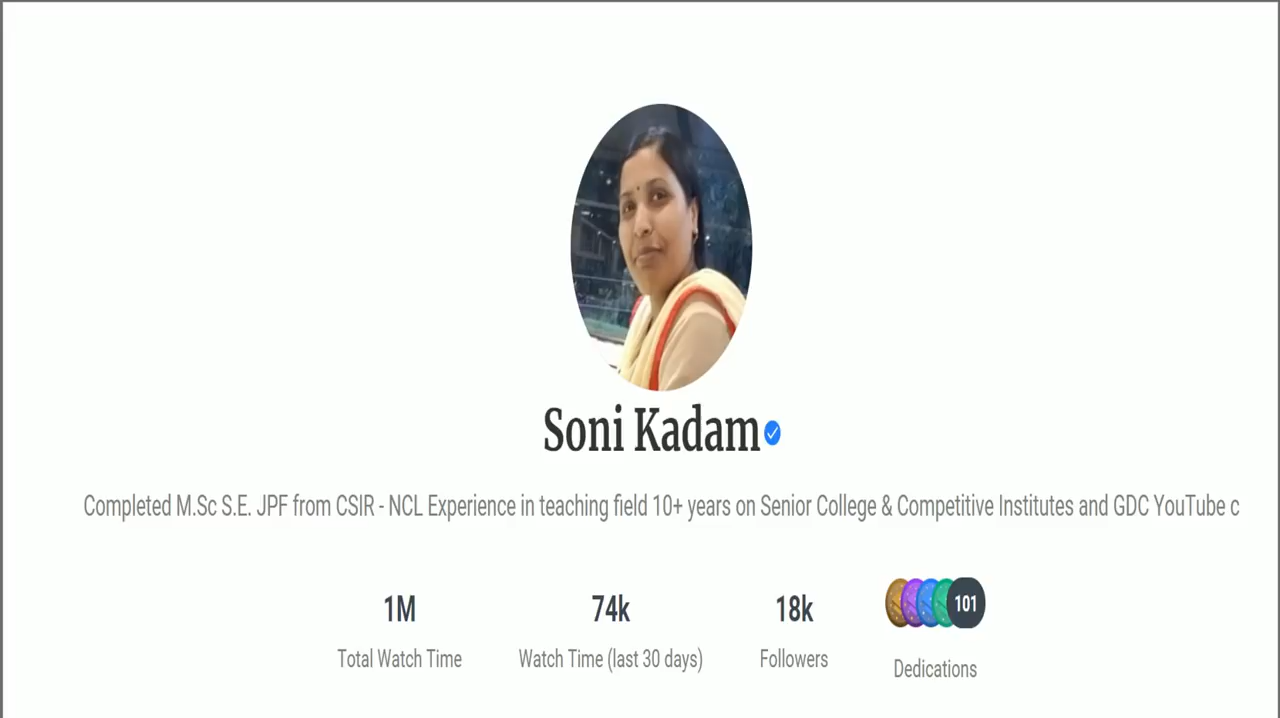 Soni Kadam
Completed M.Sc S.E. JPF from CSIR - NCL Experience in teaching field 10+ years on Senior College & Competitive Institutes and GDC YouTube c
1M 74k 18k 101
Total Watch Time Watch Time (last 30 days) Followers Dedications